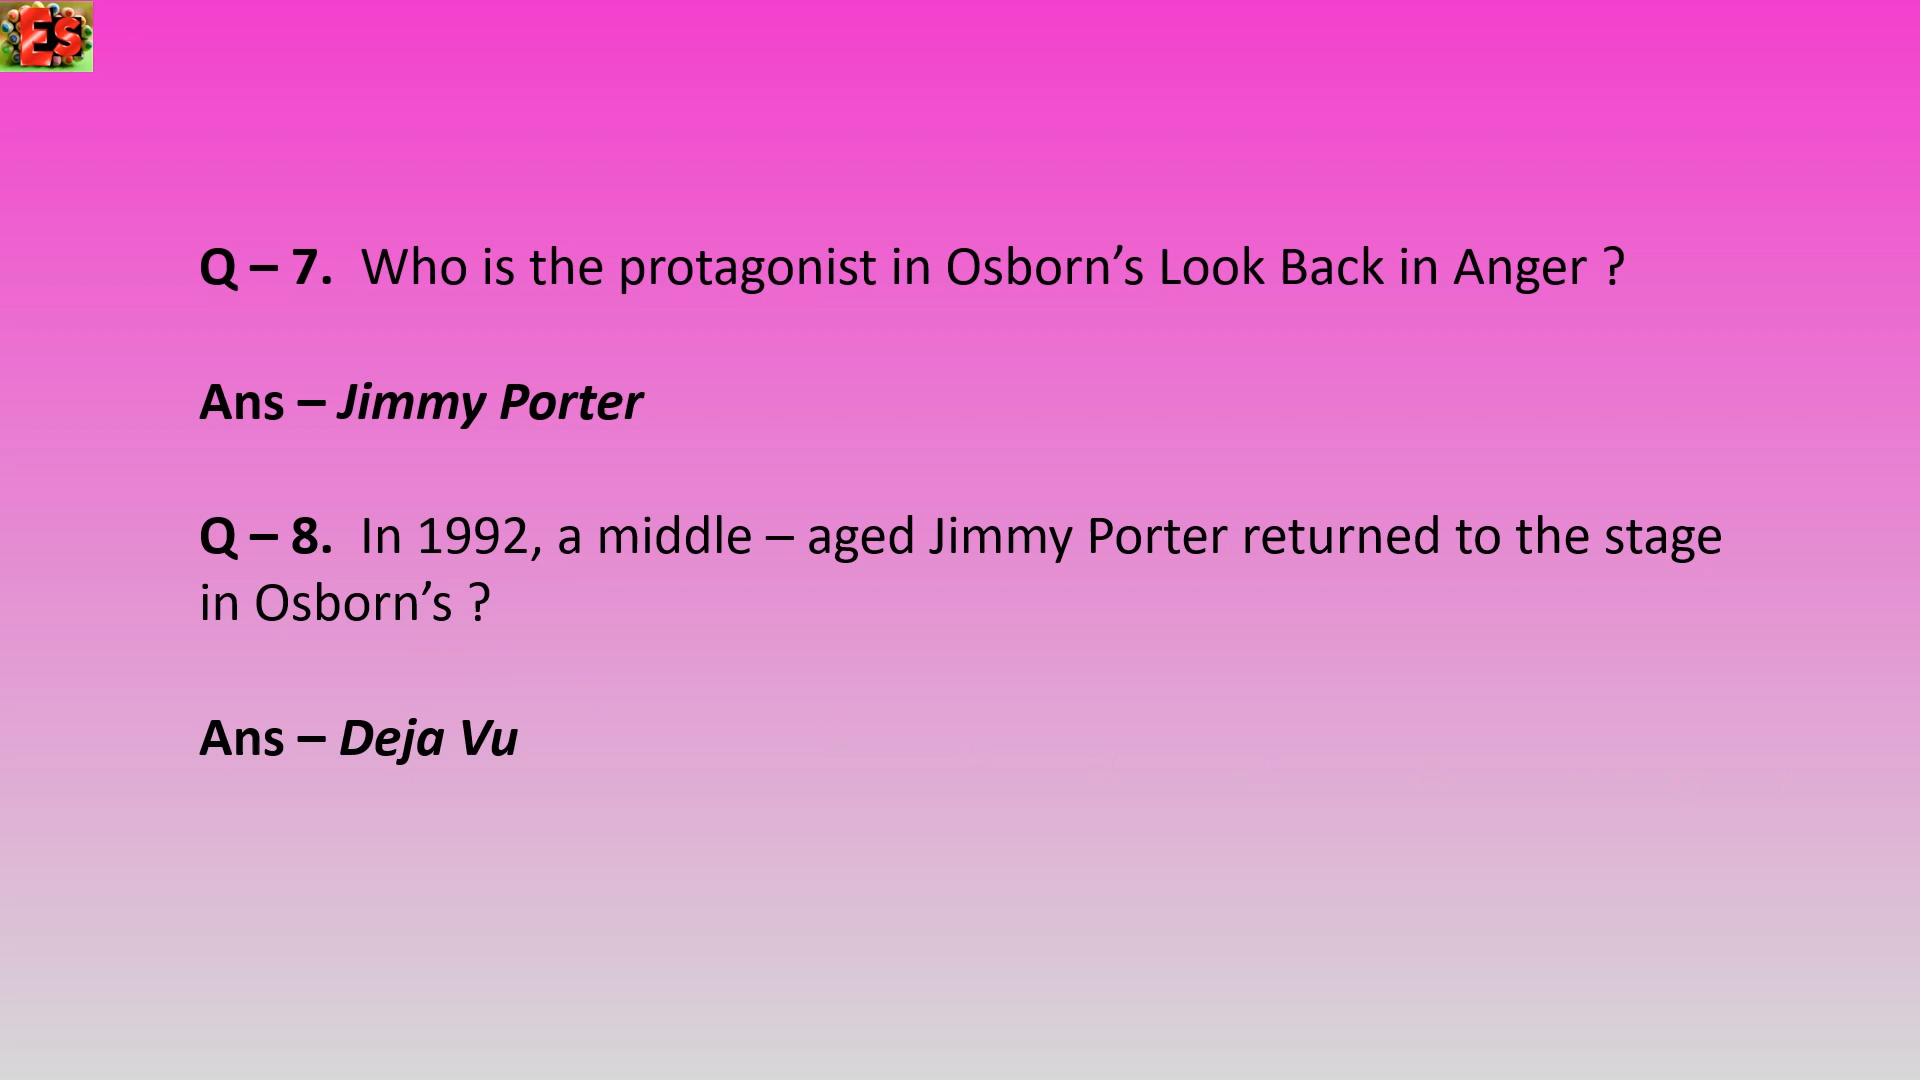 Es
Q – 7.  Who is the protagonist in Osborn’s Look Back in Anger ?
Ans – Jimmy Porter
Q – 8.  In 1992, a middle – aged Jimmy Porter returned to the stage
in Osborn’s ?
Ans – Deja Vu